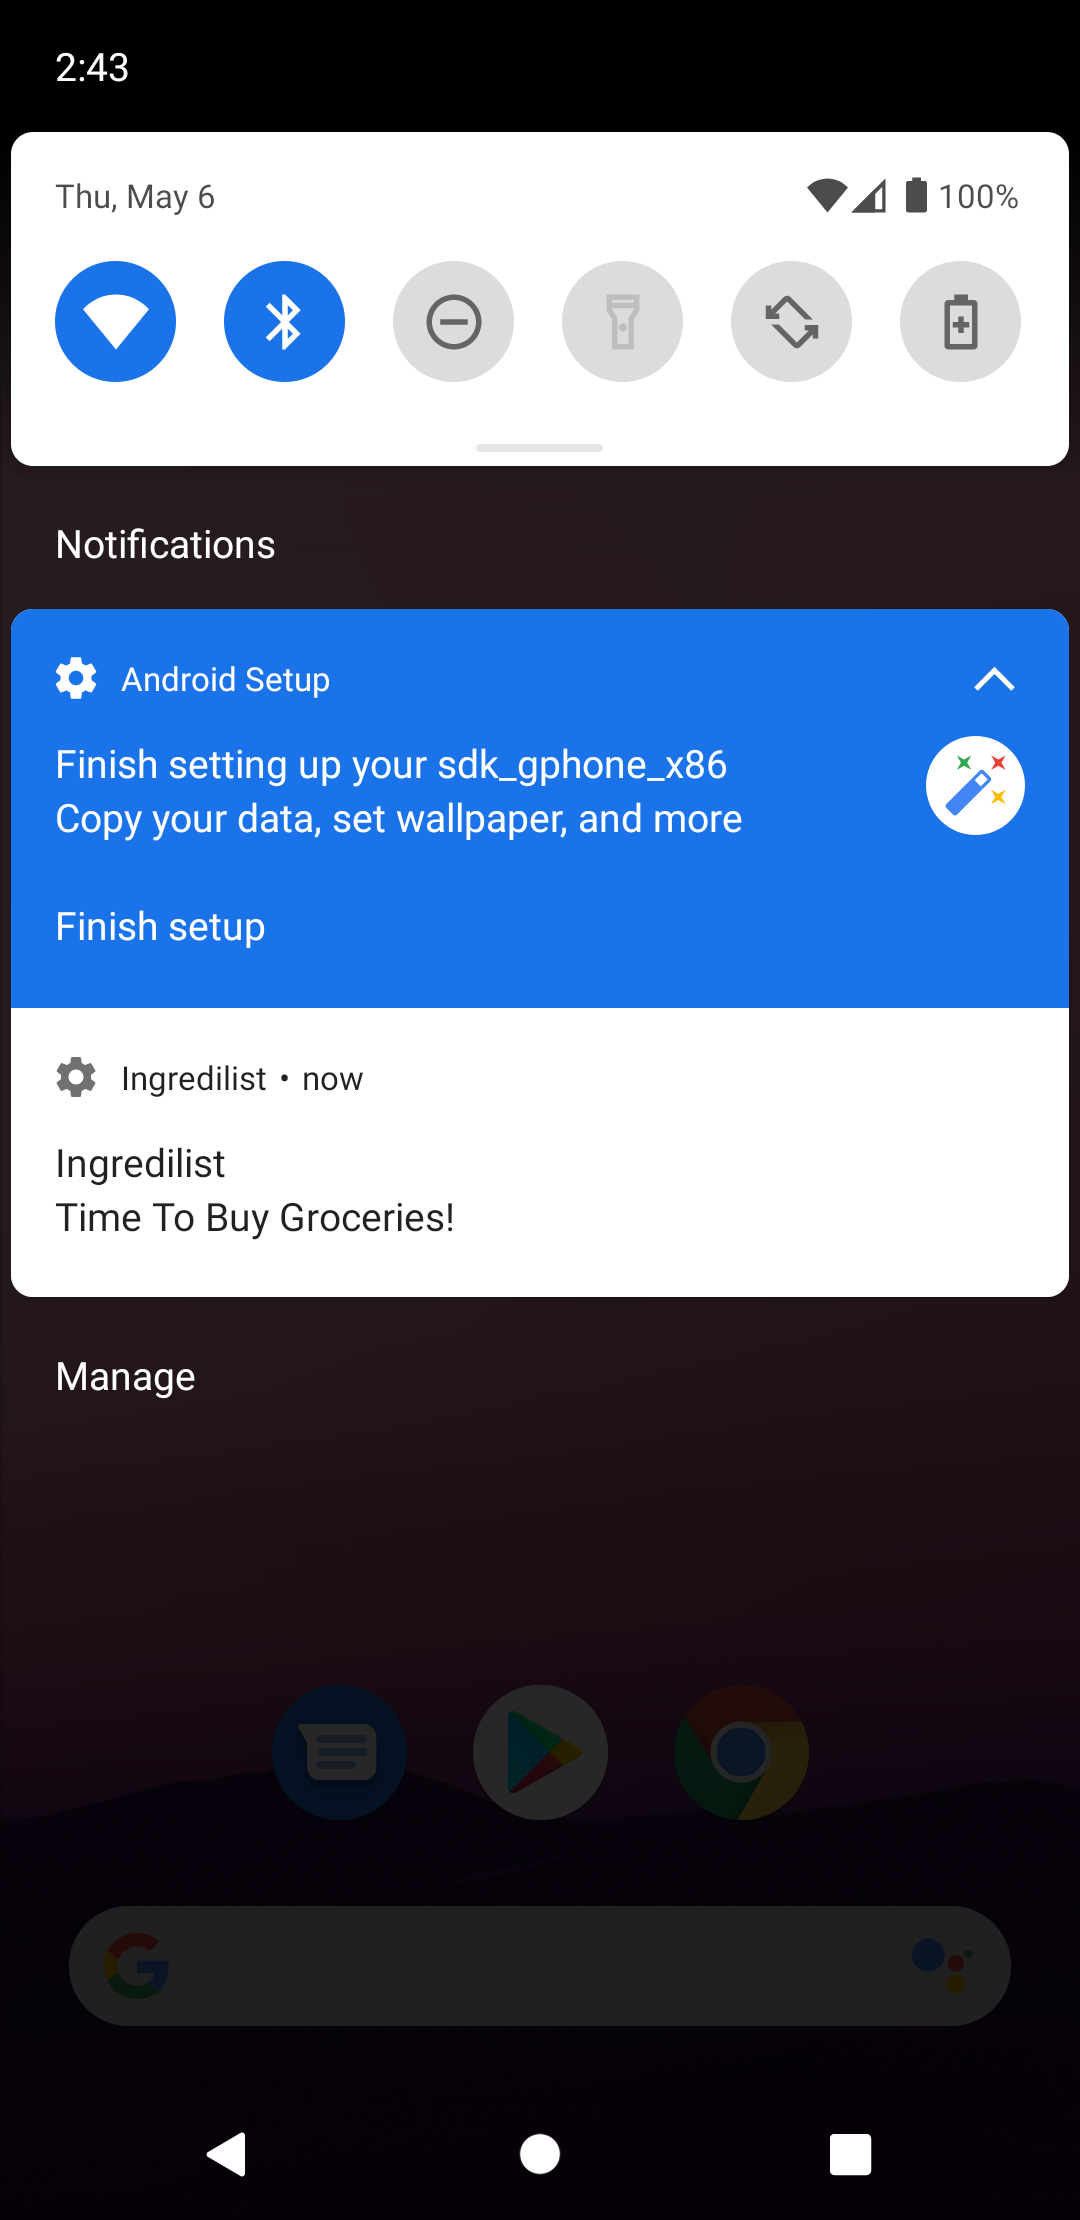 2:43
Thu, May 6
100%
Notifications
Android Setup
Finish setting up your sdk_gphone_x86
Copy your data, set wallpaper, and more
Finish setup
Ingredilist • now
Ingredilist
Time To Buy Groceries!
Manage